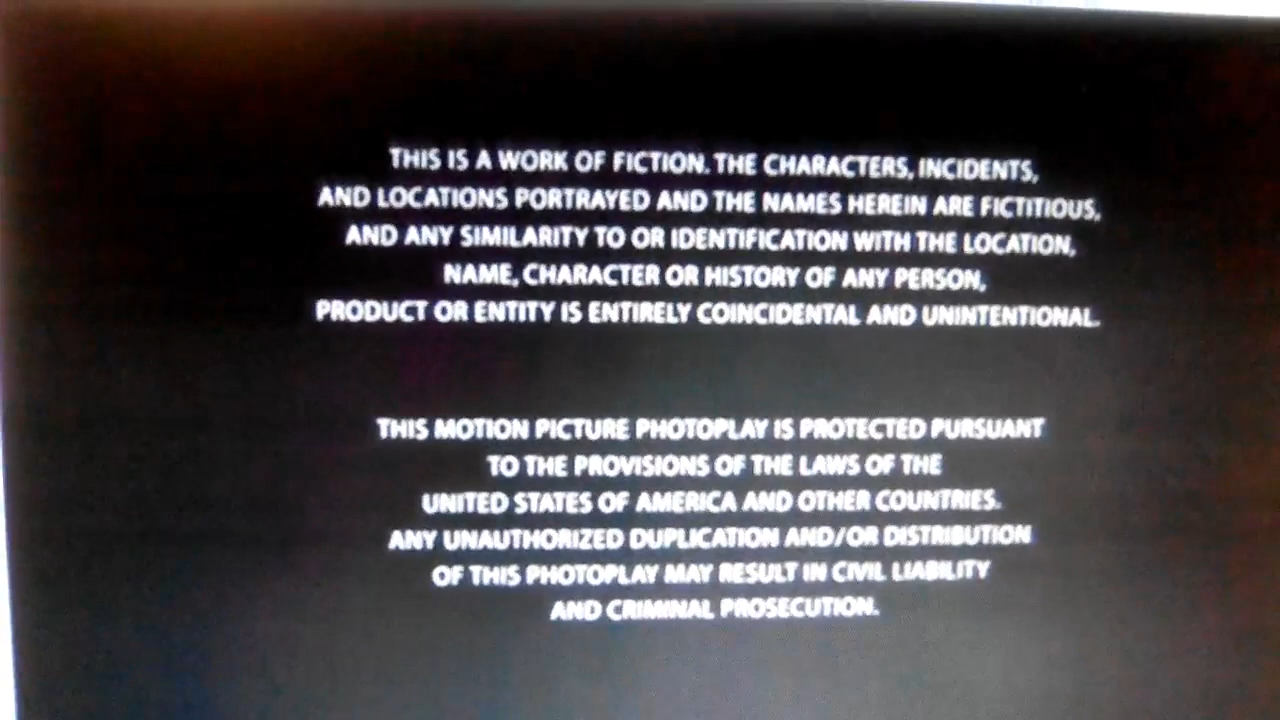 THIS IS A WORK OF FICTION. THE CHARACTERS, INCIDENTS,
AND LOCATIONS PORTRAYED AND THE NAMES HEREIN ARE FICTITIOUS,
AND ANY SIMILARITY TO OR IDENTIFICATION WITH THE LOCATION,
NAME, CHARACTER OR HISTORY OF ANY PERSON,
PRODUCT OR ENTITY IS ENTIRELY COINCIDENTAL AND UNINTENTIONAL.
THIS MOTION PICTURE PHOTOPLAY IS PROTECTED PURSUANT
TO THE PROVISIONS OF THE LAWS OF THE
UNITED STATES OF AMERICA AND OTHER COUNTRIES.
ANY UNAUTHORIZED DUPLICATION AND/OR DISTRIBUTION
OF THIS PHOTOPLAY MAY RESULT IN CIVIL LIABILITY
AND CRIMINAL PROSECUTION.